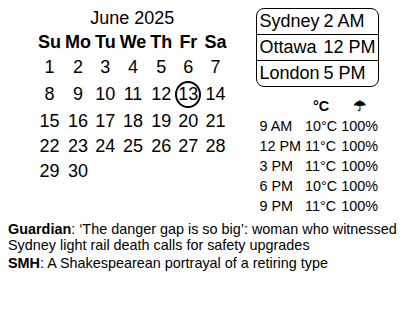 June 2025
Su Mo Tu We Th Fr Sa
1 2 3 4 5 6 7
8 9 10 11 12 13 14
15 16 17 18 19 20 21
22 23 24 25 26 27 28
29 30
Sydney 2 AM
Ottawa 12 PM
London 5 PM
°C ☂
9 AM 10°C 100%
12 PM 11°C 100%
3 PM 11°C 100%
6 PM 10°C 100%
9 PM 11°C 100%
Guardian: ‘The danger gap is so big’: woman who witnessed
Sydney light rail death calls for safety upgrades
SMH: A Shakespearean portrayal of a retiring type